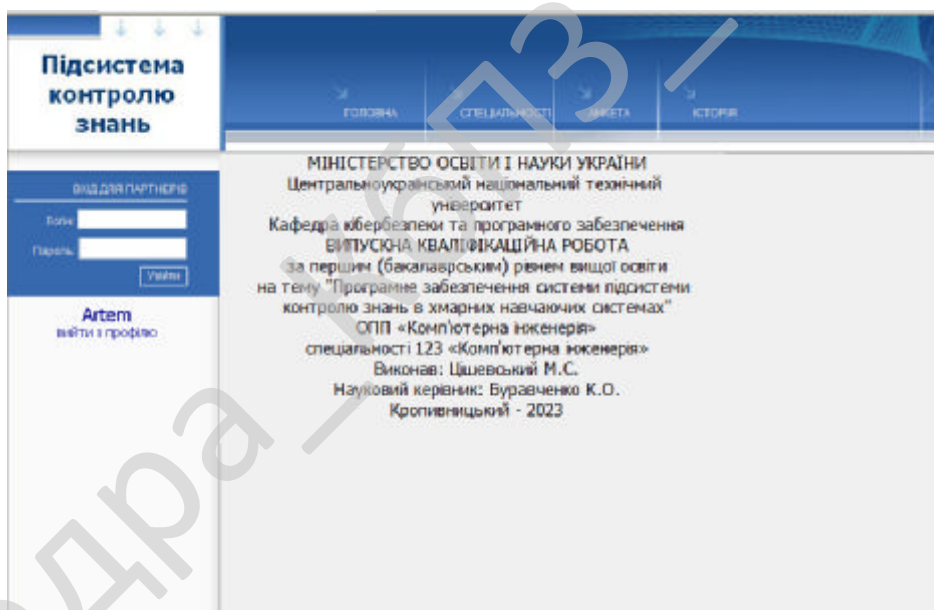 Підсистема
контролю
знань
ГОЛОВНА
СПЕЦІАЛЬНОСТІ
АНКЕТА
ІСТОРІЯ
ВХІД ДЛЯ ПАРТНЕРІВ
Логін:
Пароль:
Увійти
Artem
вийти з профілю
МІНІСТЕРСТВО ОСВІТИ І НАУКИ УКРАЇНИ
Центральноукраїнський національний технічний
університет
Кафедра кібербезпеки та програмного забезпечення
ВИПУСКНА КВАЛІФІКАЦІЙНА РОБОТА
за першим (бакалаврським) рівнем вищої освіти
на тему "Програмне забезпечення системи підсистеми
контролю знань в хмарних навчаючих системах"
ОПП «Комп'ютерна інженерія»
спеціальності 123 «Комп'ютерна інженерія»
Виконав: Цішевський М.С.
Науковий керівник: Буравченко К.О.
Кропивницький - 2023